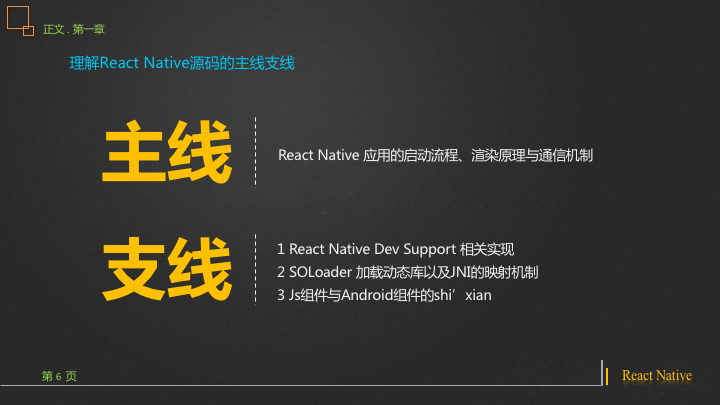 正文 . 第一章
理解React Native源码的主线支线
主线
React Native 应用的启动流程、渲染原理与通信机制
支线
1 React Native Dev Support 相关实现
2 SOLoader 加载动态库以及JNI的映射机制
3 Js组件与Android组件的shi’xian
第 6 页
React Native